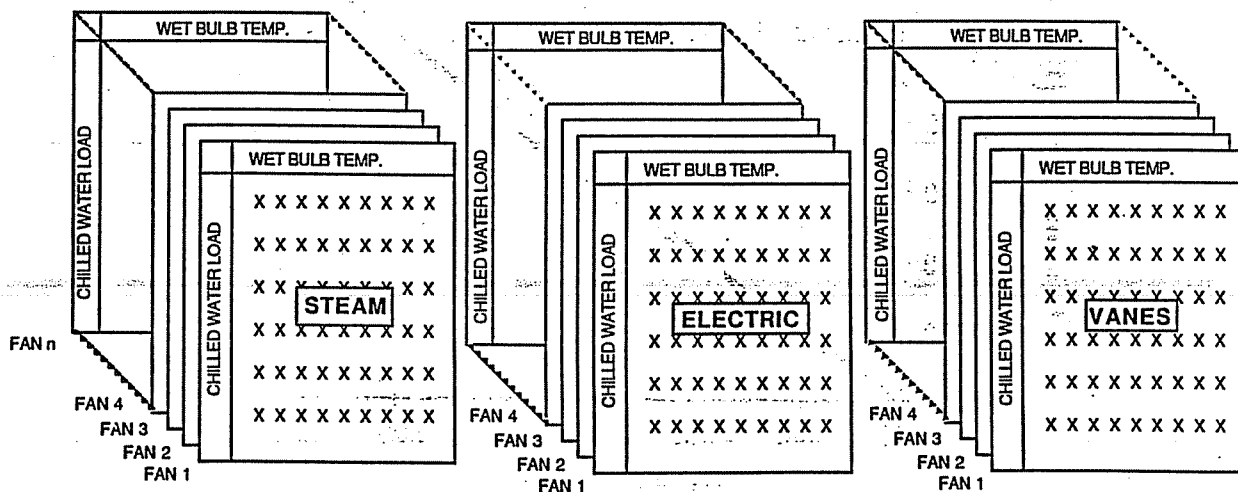 WET BULB TEMP.
CHILLED WATER LOAD
WET BULB TEMP.
CHILLED WATER LOAD
X X X X X X X X X
X X X X X X X X X
X X X X X X X X X
STEAM
X X X X X X X X X
X X X X X X X X X
X X X X X X X X X
FAN n
FAN 4
FAN 3
FAN 2
FAN 1
WET BULB TEMP.
CHILLED WATER LOAD
WET BULB TEMP.
CHILLED WATER LOAD
X X X X X X X X X
X X X X X X X X X
X X X X X X X X X
ELECTRIC
X X X X X X X X X
X X X X X X X X X
X X X X X X X X X
FAN 4
FAN 3
FAN 2
FAN 1
WET BULB TEMP.
CHILLED WATER LOAD
WET BULB TEMP.
CHILLED WATER LOAD
X X X X X X X X X
X X X X X X X X X
X X X X X X X X X
VANES
X X X X X X X X X
X X X X X X X X X
X X X X X X X X X
FAN 4
FAN 3
FAN 2
FAN 1